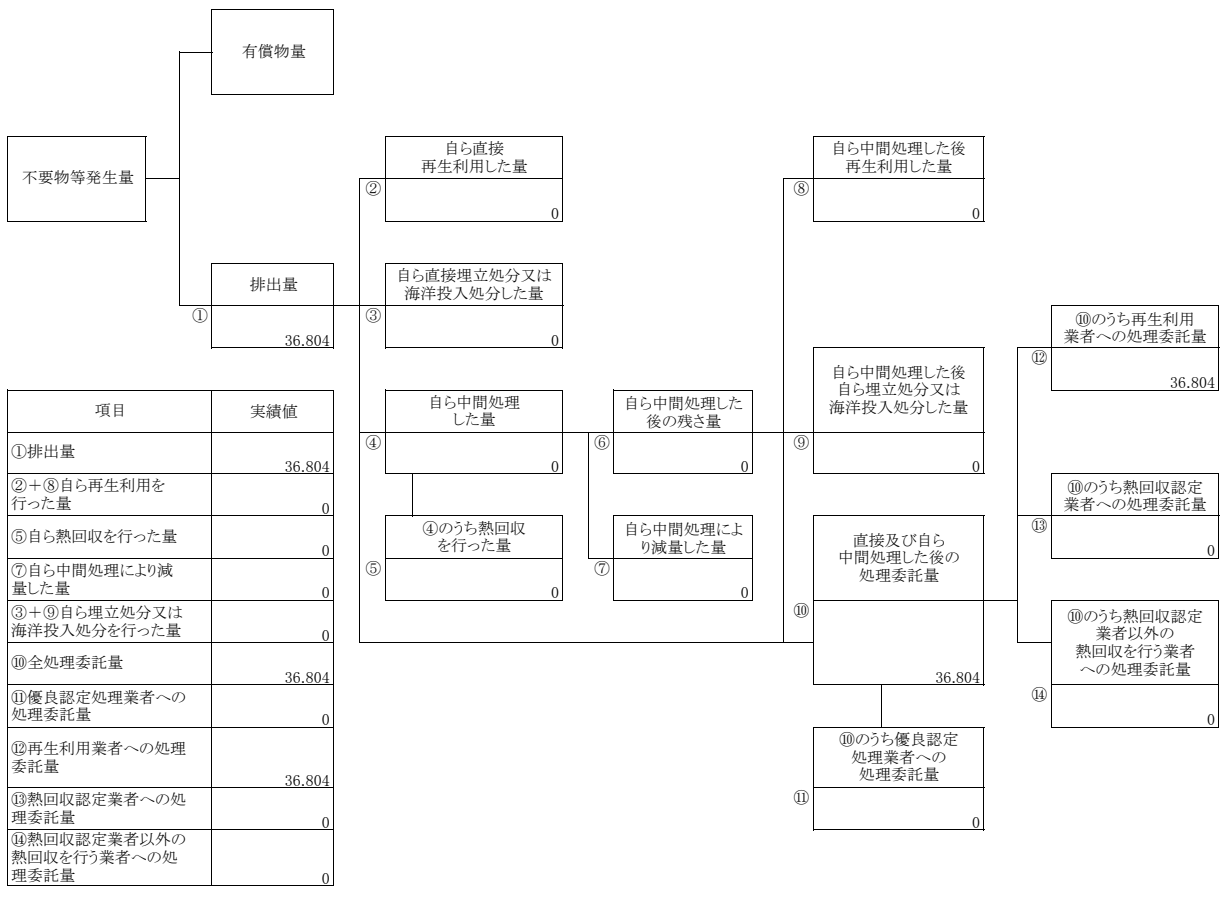 有償物量
不要物等発生量
自ら直接
再生利用した量
②
0
自ら中間処理した後
再生利用した量
⑧
0
排出量
①
36.804
自ら直接埋立処分又は
海洋投入処分した量
③
0
⑩のうち再生利用
業者への処理委託量
⑫
36.804
自ら中間処理した後
自ら埋立処分又は
海洋投入処分した量
⑨
0
自ら中間処理
した量
④
0
自ら中間処理した
後の残さ量
⑥
0
⑩のうち熱回収認定
業者への処理委託量
⑬
0
④のうち熱回収
を行った量
⑤
0
自ら中間処理によ
り減量した量
⑦
0
直接及び自ら
中間処理した後の
処理委託量
⑩
36.804
⑩のうち熱回収認定
業者以外の
熱回収を行う業者
への処理委託量
⑭
0
⑩のうち優良認定
処理業者への
処理委託量
⑪
0
項目 実績値
①排出量
36.804
②＋⑧自ら再生利用を
行った量
0
⑤自ら熱回収を行った量
0
⑦自ら中間処理により減
量した量
0
③＋⑨自ら埋立処分又は
海洋投入処分を行った量
0
⑩全処理委託量
36.804
⑪優良認定処理業者への
処理委託量
0
⑫再生利用業者への処理
委託量
36.804
⑬熱回収認定業者への処
理委託量
0
⑭熱回収認定業者以外の
熱回収を行う業者への処
理委託量
0